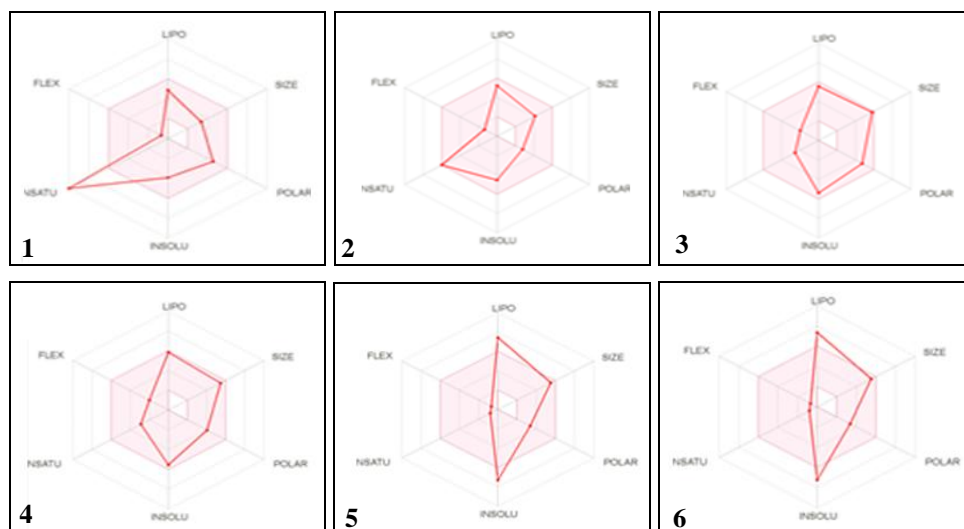 LIPO
FLEX
SIZE
NSATU
POLAR
INSOLU
1
LIPO
FLEX
SIZE
NSATU
POLAR
INSOLU
2
LIPO
FLEX
SIZE
NSATU
POLAR
INSOLU
3
LIPO
FLEX
SIZE
NSATU
POLAR
INSOLU
4
LIPO
FLEX
SIZE
NSATU
POLAR
INSOLU
5
LIPO
FLEX
SIZE
NSATU
POLAR
INSOLU
6